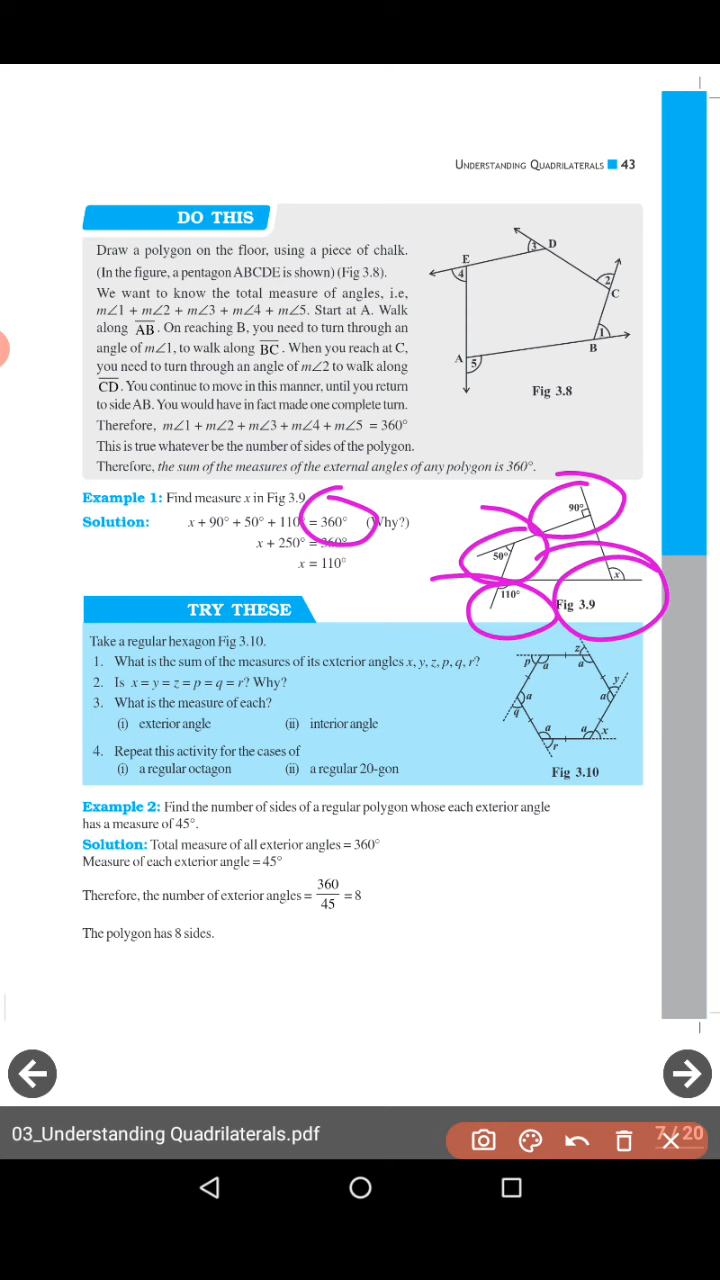 UNDERSTANDING QUADRILATERALS 43
DO THIS
Draw a polygon on the floor, using a piece of chalk.
(In the figure, a pentagon ABCDE is shown) (Fig 3.8).
We want to know the total measure of angles, i.e,
m∠1 + m∠2 + m∠3 + m∠4 + m∠5. Start at A. Walk
along AB. On reaching B, you need to turn through an
angle of m∠1, to walk along BC. When you reach at C,
you need to turn through an angle of m∠2 to walk along
CD. You continue to move in this manner, until you return
to side AB. You would have in fact made one complete turn.
Therefore, m∠1 + m∠2 + m∠3 + m∠4 + m∠5 = 360°
This is true whatever be the number of sides of the polygon.
Therefore, the sum of the measures of the external angles of any polygon is 360°.
E
D
C
B
A
4
3
2
1
5
Fig 3.8
Example 1: Find measure x in Fig 3.9.
Solution: x + 90° + 50° + 110° = 360° (Why?)
x + 250° = 360°
x = 110°
90°
50°
110°
x
Fig 3.9
TRY THESE
Take a regular hexagon Fig 3.10.
1. What is the sum of the measures of its exterior angles x, y, z, p, q, r?
2. Is x = y = z = p = q = r? Why?
3. What is the measure of each?
(i) exterior angle (ii) interior angle
4. Repeat this activity for the cases of
(i) a regular octagon (ii) a regular 20-gon
z
p a a
y
a a
q
a a x
r
Fig 3.10
Example 2: Find the number of sides of a regular polygon whose each exterior angle
has a measure of 45°.
Solution: Total measure of all exterior angles = 360°
Measure of each exterior angle = 45°
Therefore, the number of exterior angles = 360/45 = 8
The polygon has 8 sides.
03_Understanding Quadrilaterals.pdf
7/20